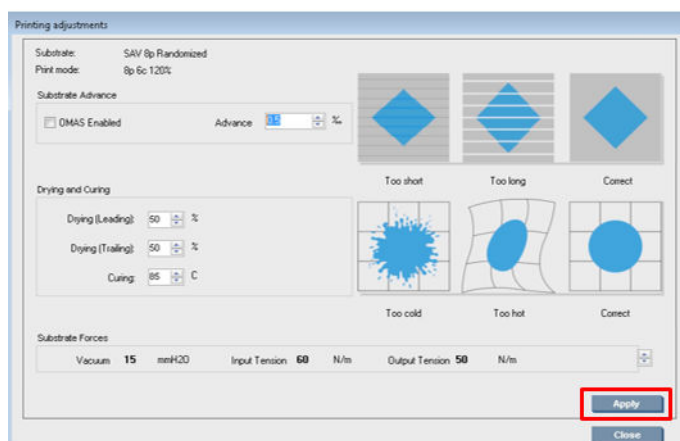 Printing adjustments
Substrate: SAV 8p Randomized
Print mode: 8p 6c 120%
Substrate Advance
OMAS Enabled Advance 0.5 ‰
Too short Too long Correct
Drying and Curing
Drying (Leading): 50 %
Drying (Trailing): 50 %
Curing: 85 C
Too cold Too hot Correct
Substrate Forces
Vacuum 15 mmH2O Input Tension 60 N/m Output Tension 50 N/m
Apply
Close